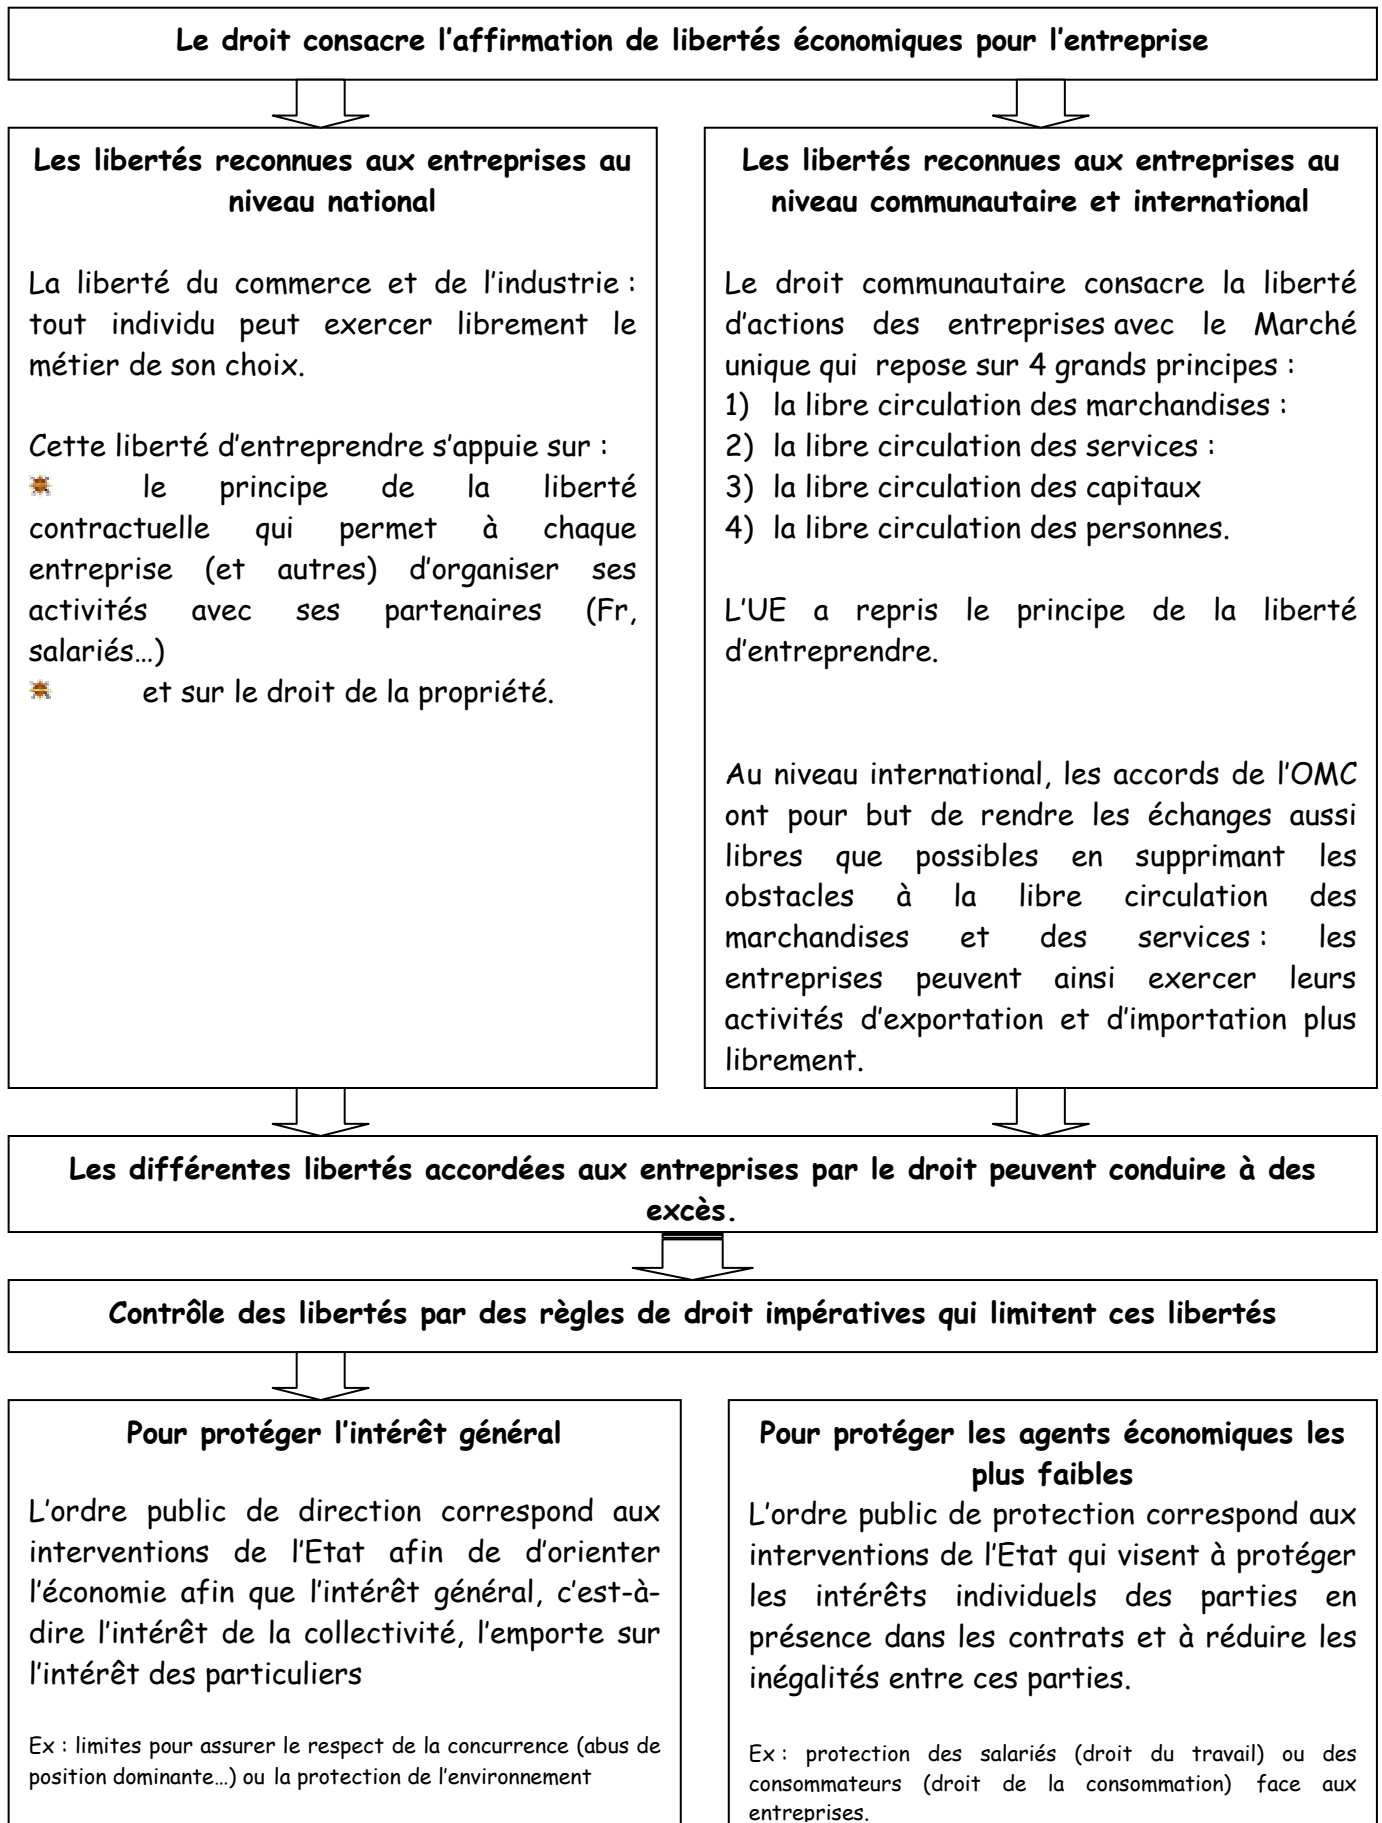 Le droit consacre l'affirmation de libertés économiques pour l'entreprise
Les libertés reconnues aux entreprises au
niveau national
La liberté du commerce et de l'industrie :
tout individu peut exercer librement le
métier de son choix.
Cette liberté d'entreprendre s'appuie sur :
le principe de la liberté
contractuelle qui permet à chaque
entreprise (et autres) d'organiser ses
activités avec ses partenaires (Fr,
salariés…)
et sur le droit de la propriété.
Les libertés reconnues aux entreprises au
niveau communautaire et international
Le droit communautaire consacre la liberté
d'actions des entreprises avec le Marché
unique qui repose sur 4 grands principes :
1) la libre circulation des marchandises :
2) la libre circulation des services :
3) la libre circulation des capitaux
4) la libre circulation des personnes.
L'UE a repris le principe de la liberté
d'entreprendre.
Au niveau international, les accords de l'OMC
ont pour but de rendre les échanges aussi
libres que possibles en supprimant les
obstacles à la libre circulation des
marchandises et des services : les
entreprises peuvent ainsi exercer leurs
activités d'exportation et d'importation plus
librement.
Les différentes libertés accordées aux entreprises par le droit peuvent conduire à des
excès.
Contrôle des libertés par des règles de droit impératives qui limitent ces libertés
Pour protéger l'intérêt général
L'ordre public de direction correspond aux
interventions de l'Etat afin de d'orienter
l'économie afin que l'intérêt général, c'est-à-
dire l'intérêt de la collectivité, l'emporte sur
l'intérêt des particuliers
Ex : limites pour assurer le respect de la concurrence (abus de
position dominante…) ou la protection de l'environnement
Pour protéger les agents économiques les
plus faibles
L'ordre public de protection correspond aux
interventions de l'Etat qui visent à protéger
les intérêts individuels des parties en
présence dans les contrats et à réduire les
inégalités entre ces parties.
Ex : protection des salariés (droit du travail) ou des
consommateurs (droit de la consommation) face aux
entreprises.